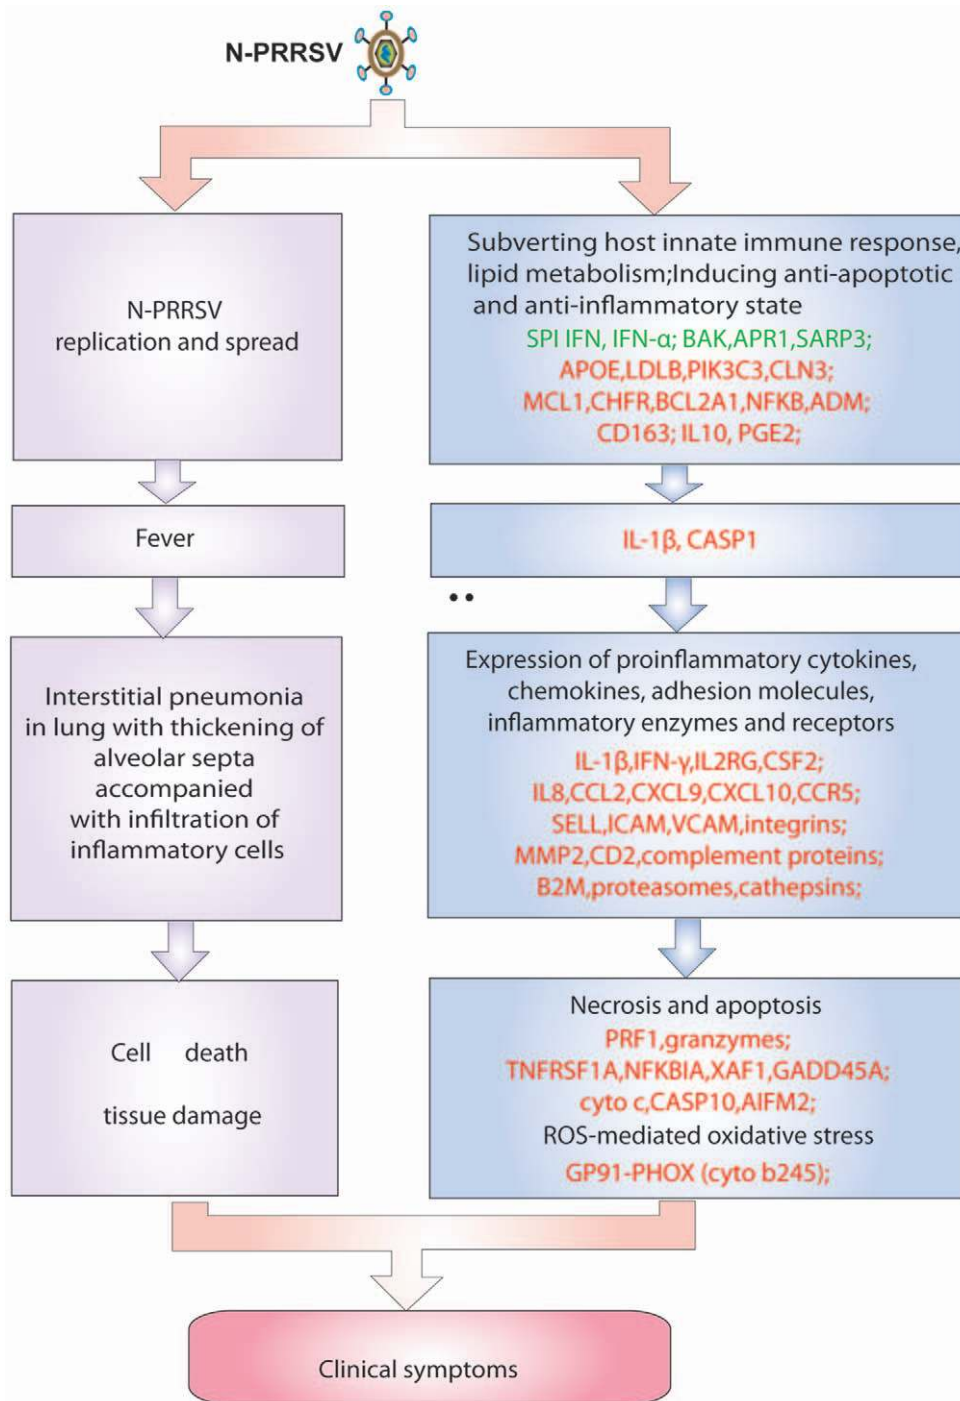 N-PRRSV
N-PRRSV
replication and spread
Fever
Interstitial pneumonia
in lung with thickening of
alveolar septa
accompanied
with infiltration of
inflammatory cells
Cell death
tissue damage
Subverting host innate immune response,
lipid metabolism;Inducing anti-apoptotic
and anti-inflammatory state
SPI IFN, IFN-α; BAK,APR1,SARP3;
APOE,LDLB,PIK3C3,CLN3;
MCL1,CHFR,BCL2A1,NFKB,ADM;
CD163; IL10, PGE2;
IL-1β, CASP1
Expression of proinflammatory cytokines,
chemokines, adhesion molecules,
inflammatory enzymes and receptors
IL-1β,IFN-γ,IL2RG,CSF2;
IL8,CCL2,CXCL9,CXCL10,CCR5;
SELL,ICAM,VCAM,integrins;
MMP2,CD2,complement proteins;
B2M,proteasomes,cathepsins;
Necrosis and apoptosis
PRF1,granzymes;
TNFRSF1A,NFKBIA,XAF1,GADD45A;
cyto c,CASP10,AIFM2;
ROS-mediated oxidative stress
GP91-PHOX (cyto b245);
Clinical symptoms